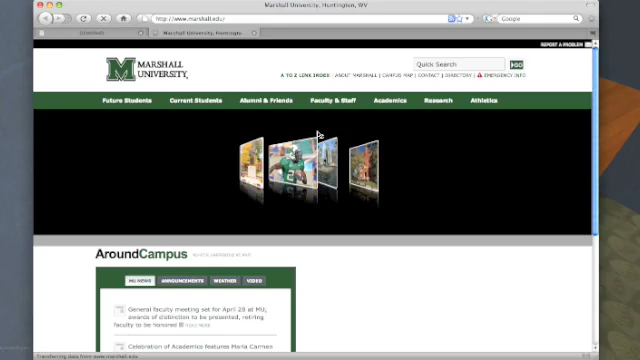 Marshall University, Huntington, WV
http://www.marshall.edu/
Google
Marshall University, Huntingto
REPORT A PROBLEM
MARSHALL
UNIVERSITY
Quick Search
GO
A TO Z LINK INDEX | ABOUT MARSHALL | CAMPUS MAP | CONTACT | DIRECTORY | EMERGENCY INFO
Future Students
Current Students
Alumni & Friends
Faculty & Staff
Academics
Research
Athletics
2
AroundCampus
MU NEWS
ANNOUNCEMENTS
WEATHER
VIDEO
General faculty meeting set for April 28 at MU,
awards of distinction to be presented, retiring
faculty to be honored READ MORE
Celebration of Academics features Maria Carmen
Transferring data from www.marshall.edu...